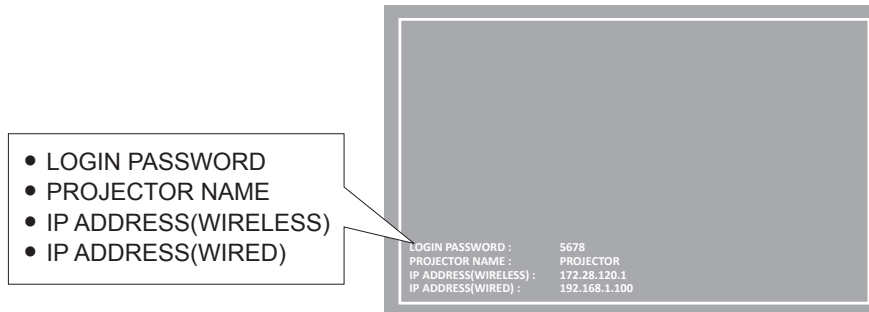 • LOGIN PASSWORD
• PROJECTOR NAME
• IP ADDRESS(WIRELESS)
• IP ADDRESS(WIRED)
LOGIN PASSWORD : 5678
PROJECTOR NAME : PROJECTOR
IP ADDRESS(WIRELESS) : 172.28.120.1
IP ADDRESS(WIRED) : 192.168.1.100